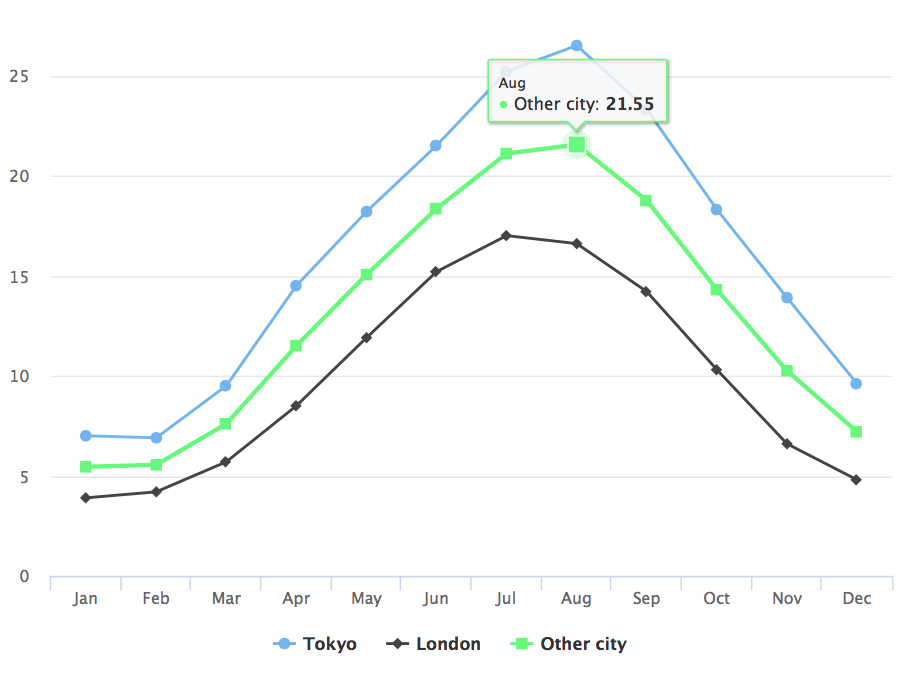 25
Aug
● Other city: 21.55
20
15
10
5
0
Jan Feb Mar Apr May Jun Jul Aug Sep Oct Nov Dec
Tokyo London Other city